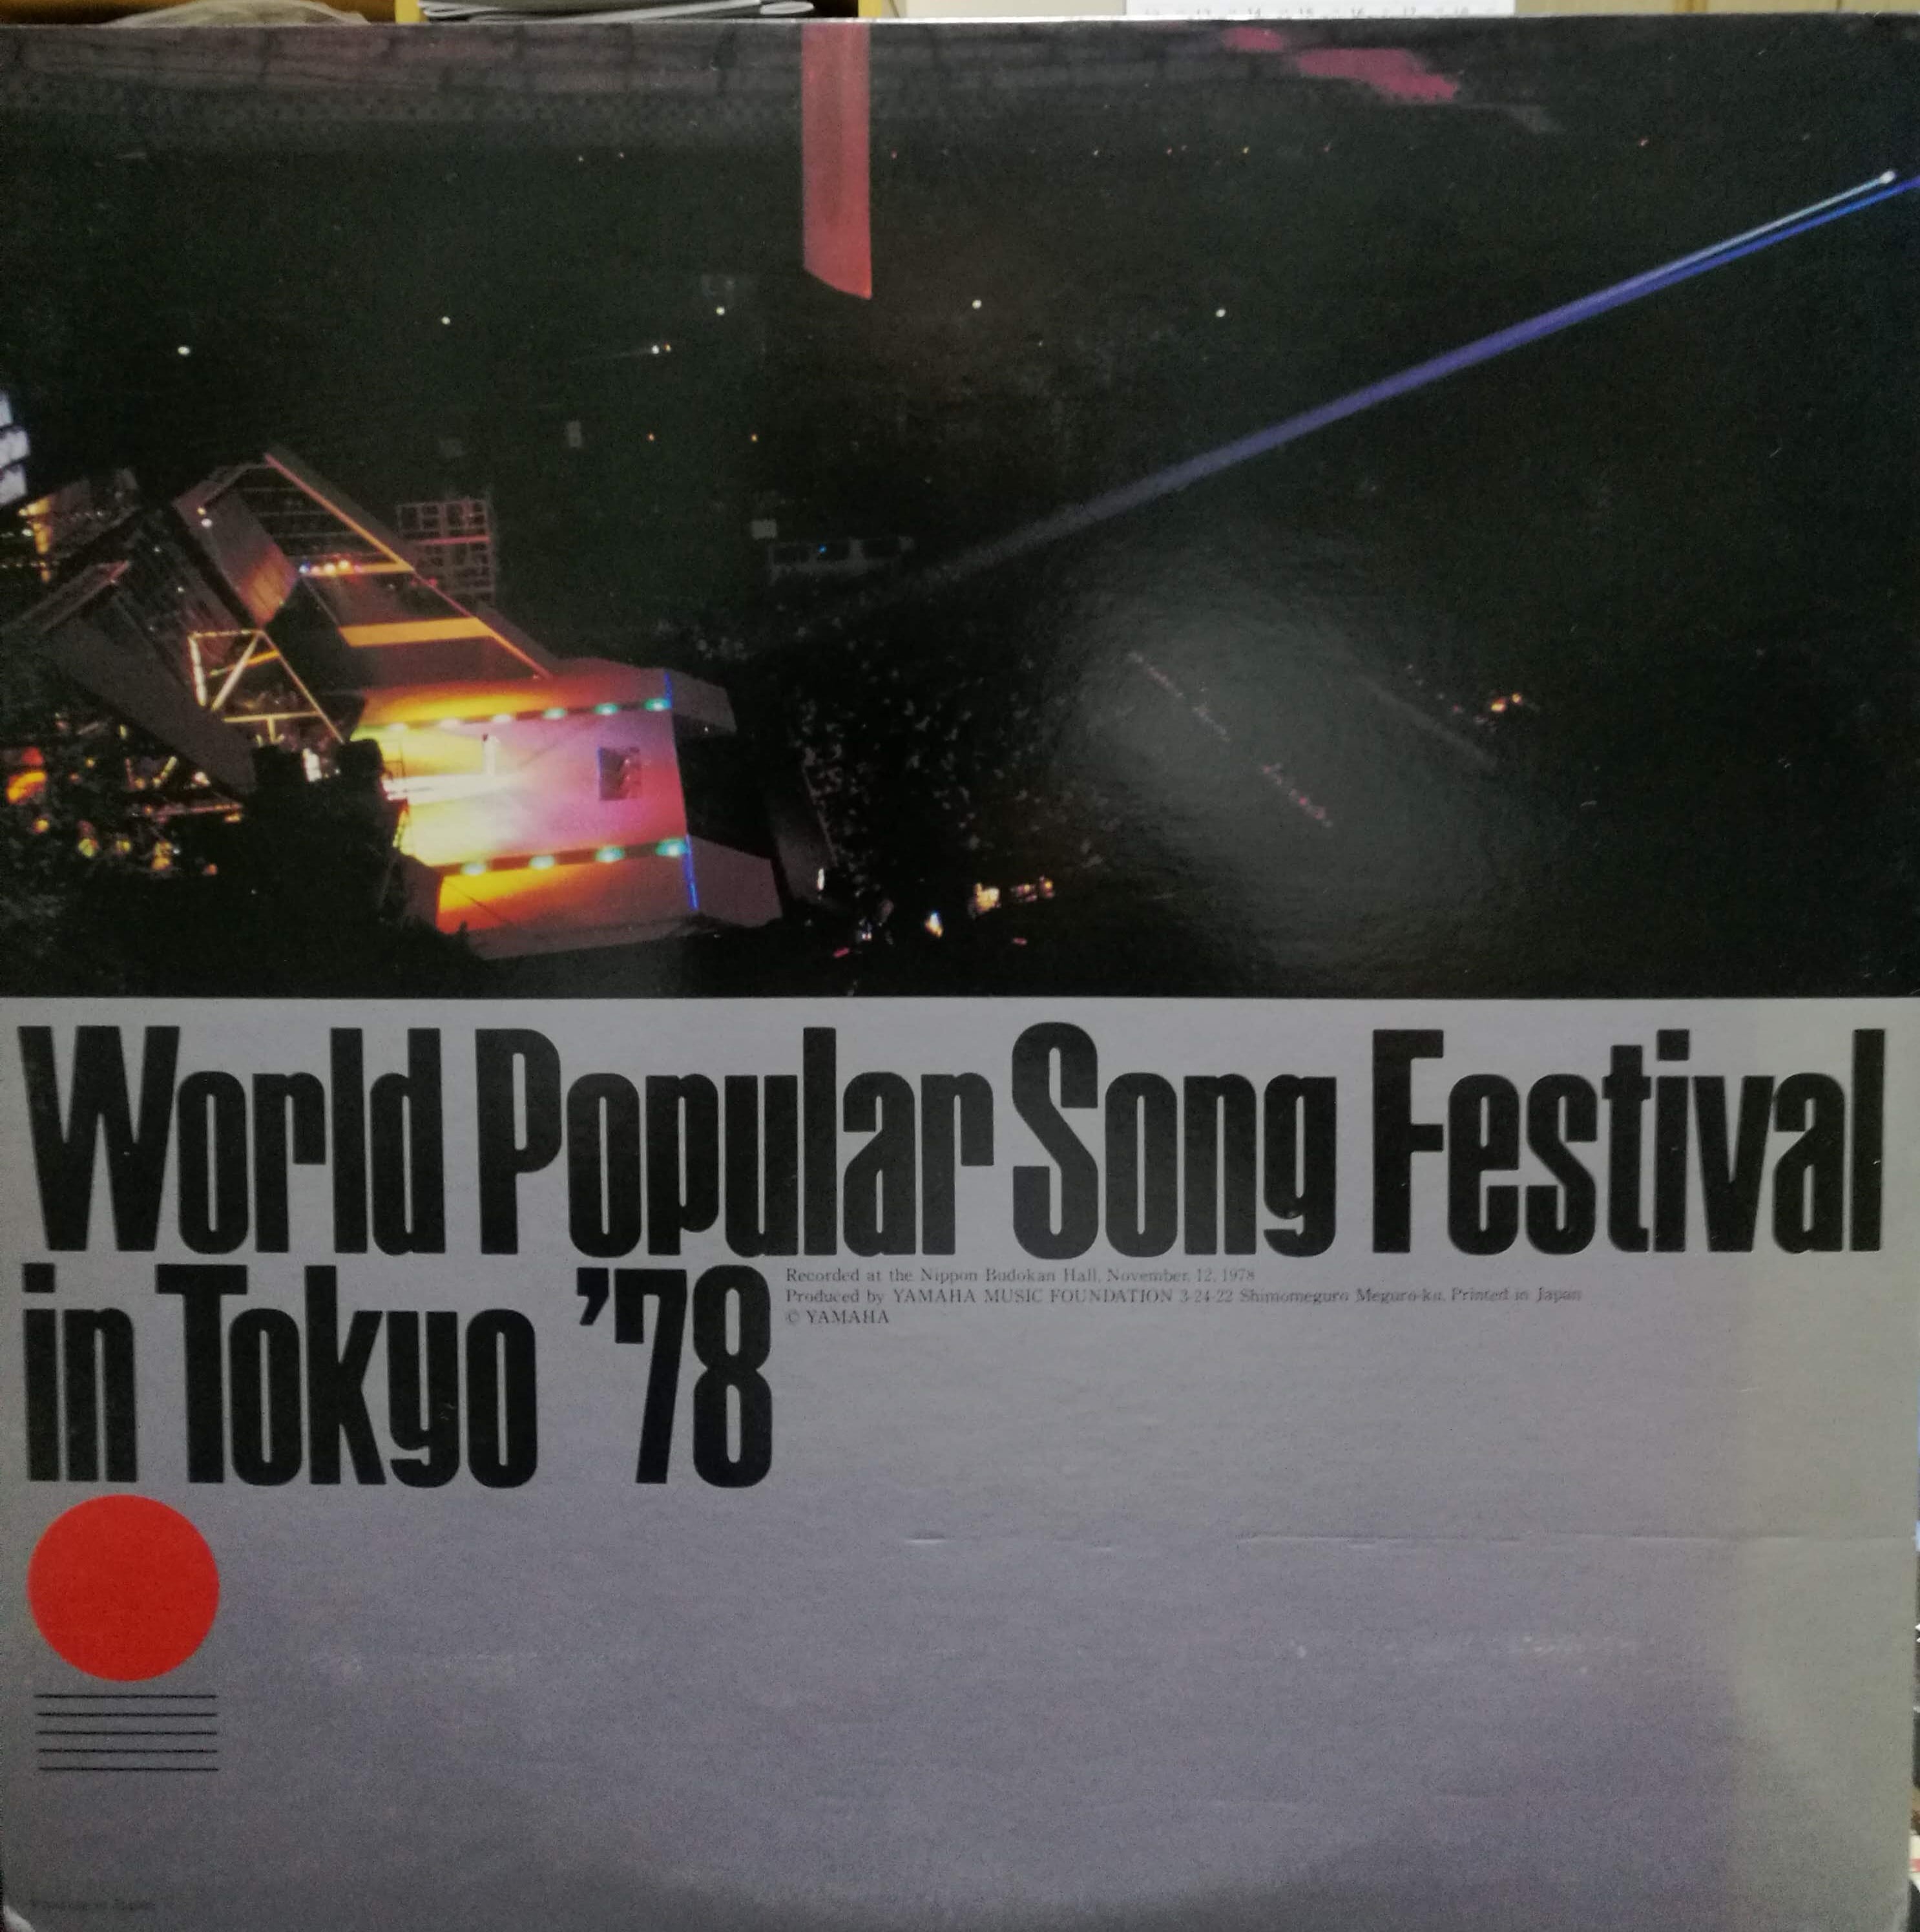 World Popular Song Festival
in Tokyo '78
Recorded at the Nippon Budokan Hall, November, 12, 1978
Produced by YAMAHA MUSIC FOUNDATION 3-24-22 Shimomeguro Meguro-ku, Printed in Japan
© YAMAHA